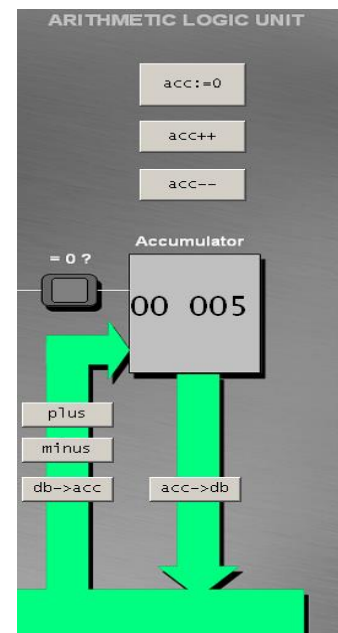 ARITHMETIC LOGIC UNIT
acc:=0
acc++
acc--
Accumulator
= 0 ?
00 005
plus
minus
db->acc
acc->db